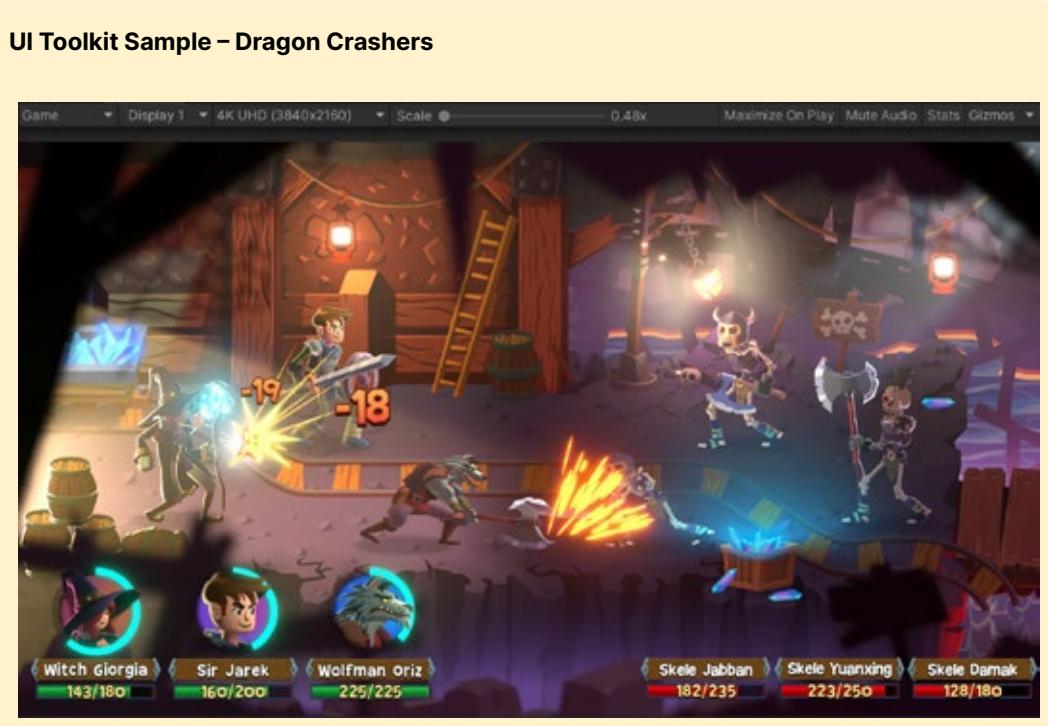 UI Toolkit Sample – Dragon Crashers
Game Display 1 4K UHD (3840x2160) Scale 0.48x Maximize On Play Mute Audio Stats Gizmos
-19
-18
Witch Giorgia Sir Jarek Wolfman Oriz Skele Jabban Skele Yuanxing Skele Damak
143/180 160/200 225/225 182/235 223/250 128/180